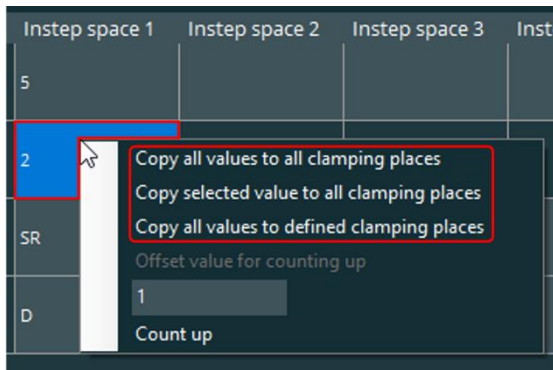 Instep space 1 Instep space 2 Instep space 3 Inst
5
2
Copy all values to all clamping places
Copy selected value to all clamping places
Copy all values to defined clamping places
SR
Offset value for counting up
1
D
Count up